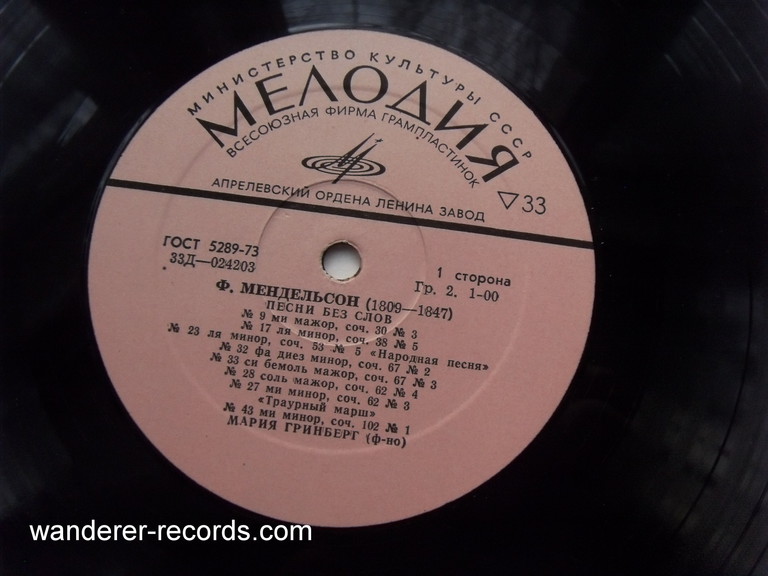 МИНИСТЕРСТВО КУЛЬТУРЫ СССР
МЕЛОДИЯ
ВСЕСОЮЗНАЯ ФИРМА ГРАМПЛАСТИНОК
АПРЕЛЕВСКИЙ ОРДЕНА ЛЕНИНА ЗАВОД
33
ГОСТ 5289-73
33Д—024203
1 сторона
Гр. 2. 1-00
Ф. МЕНДЕЛЬСОН (1809—1847)
ПЕСНИ БЕЗ СЛОВ
№ 9 ми мажор, соч. 30 № 3
№ 17 ля минор, соч. 38 № 5
№ 23 ля минор, соч. 53 № 5 «Народная песня»
№ 32 фа диез минор, соч. 67 № 2
№ 33 си бемоль мажор, соч. 67 № 3
№ 28 соль мажор, соч. 62 № 4
№ 27 ми минор, соч. 62 № 3
«Траурный марш»
№ 43 ми минор, соч. 102 № 1
МАРИЯ ГРИНБЕРГ (ф-но)
wanderer-records.com